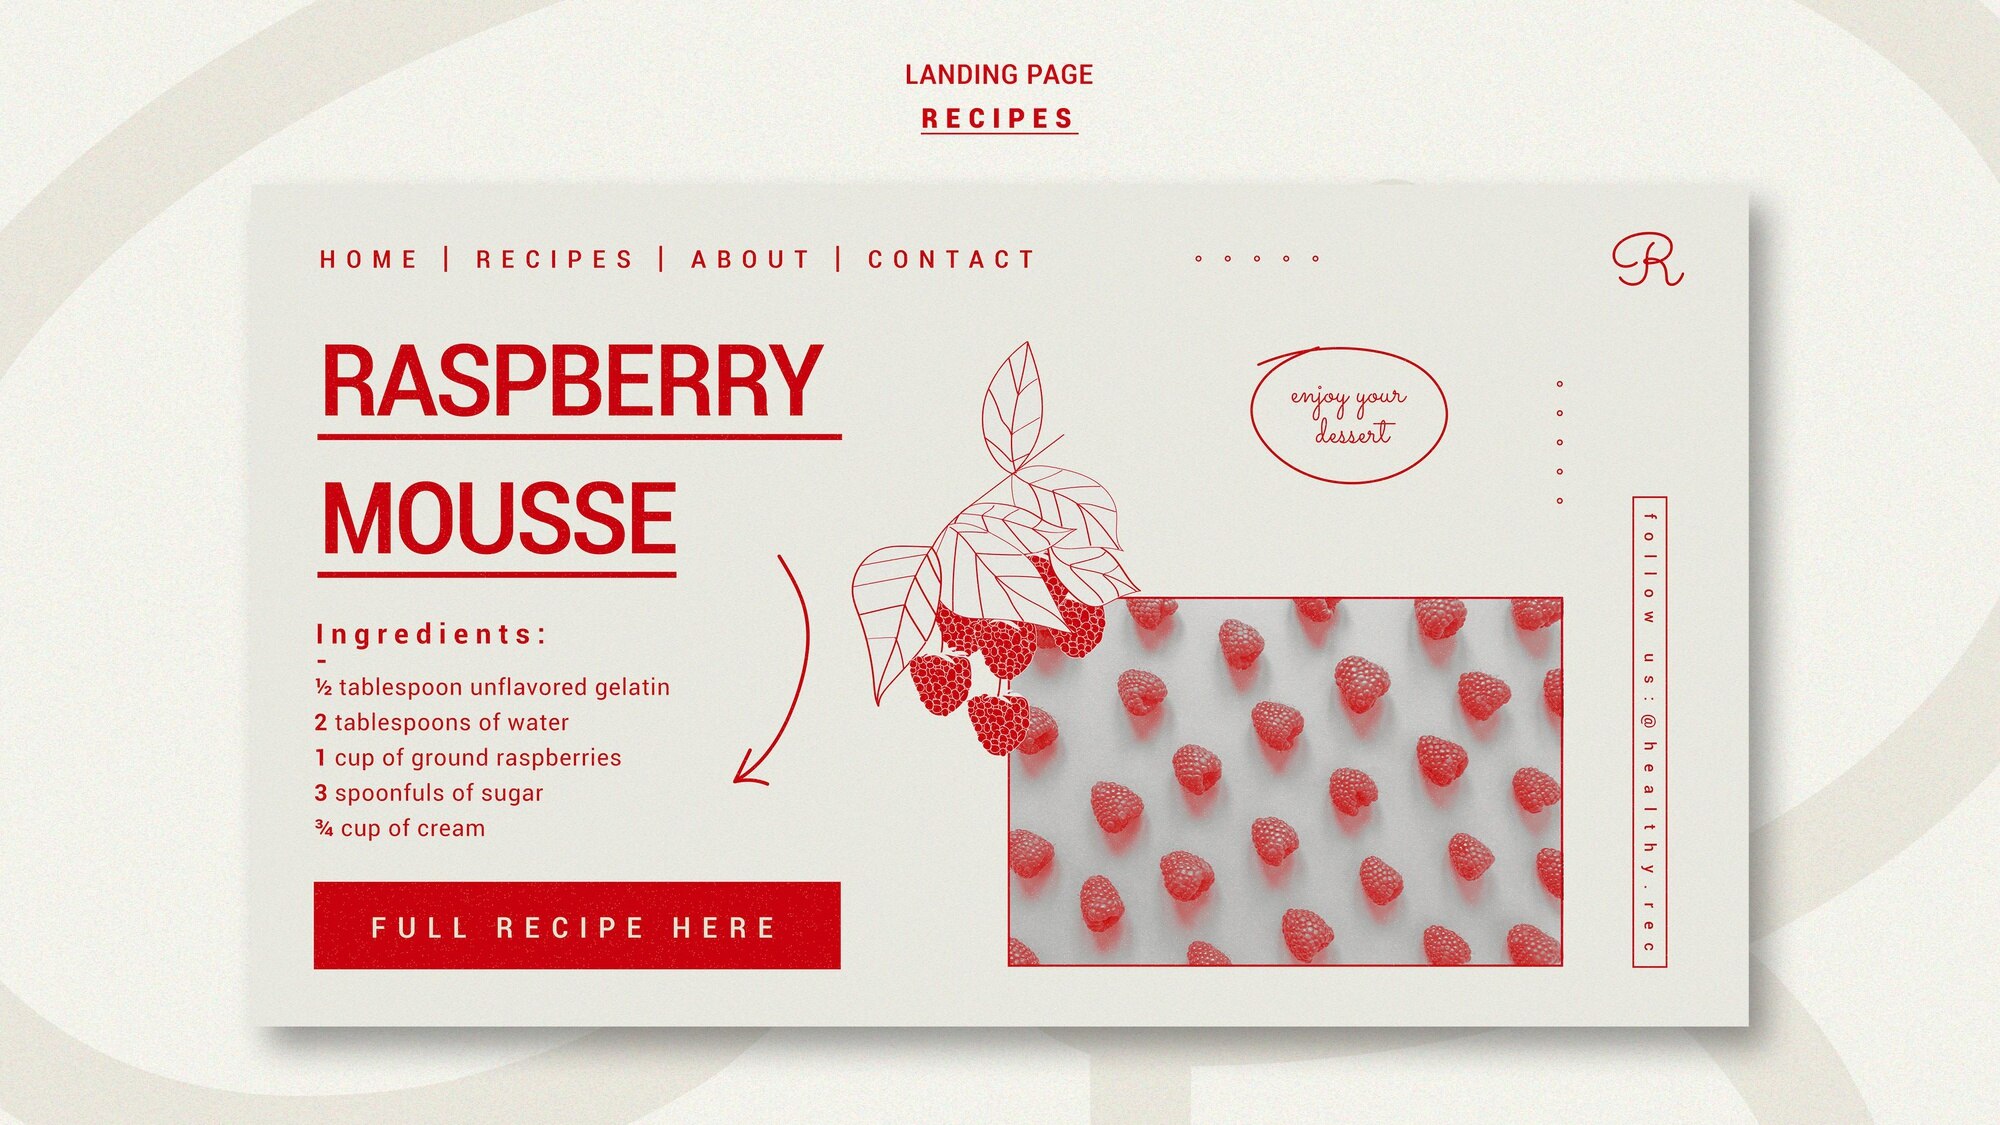 LANDING PAGE
RECIPES
HOME | RECIPES | ABOUT | CONTACT
R
RASPBERRY
MOUSSE
enjoy your
dessert
Ingredients:
-
½ tablespoon unflavored gelatin
2 tablespoons of water
1 cup of ground raspberries
3 spoonfuls of sugar
¾ cup of cream
FULL RECIPE HERE
follow us:@healthy.rec